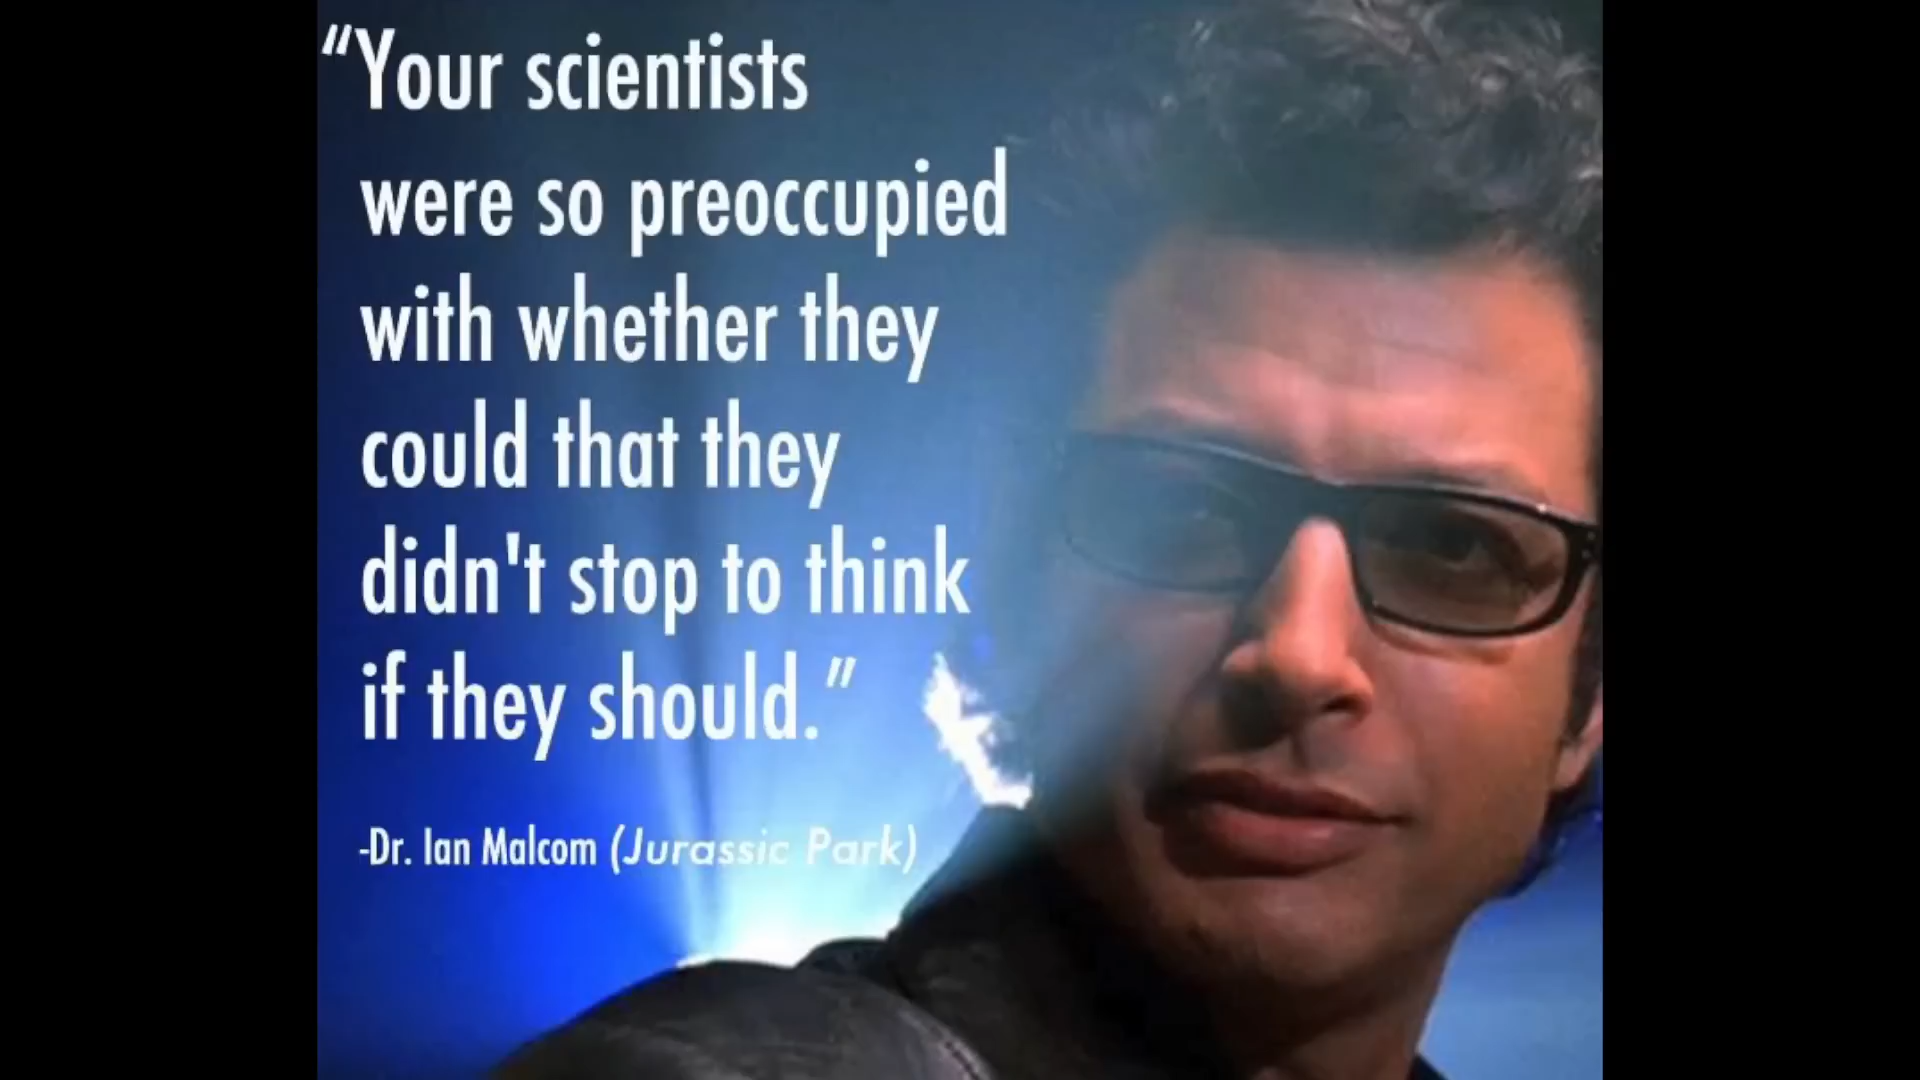 “Your scientists
were so preoccupied
with whether they
could that they
didn't stop to think
if they should.”
-Dr. Ian Malcom (Jurassic Park)